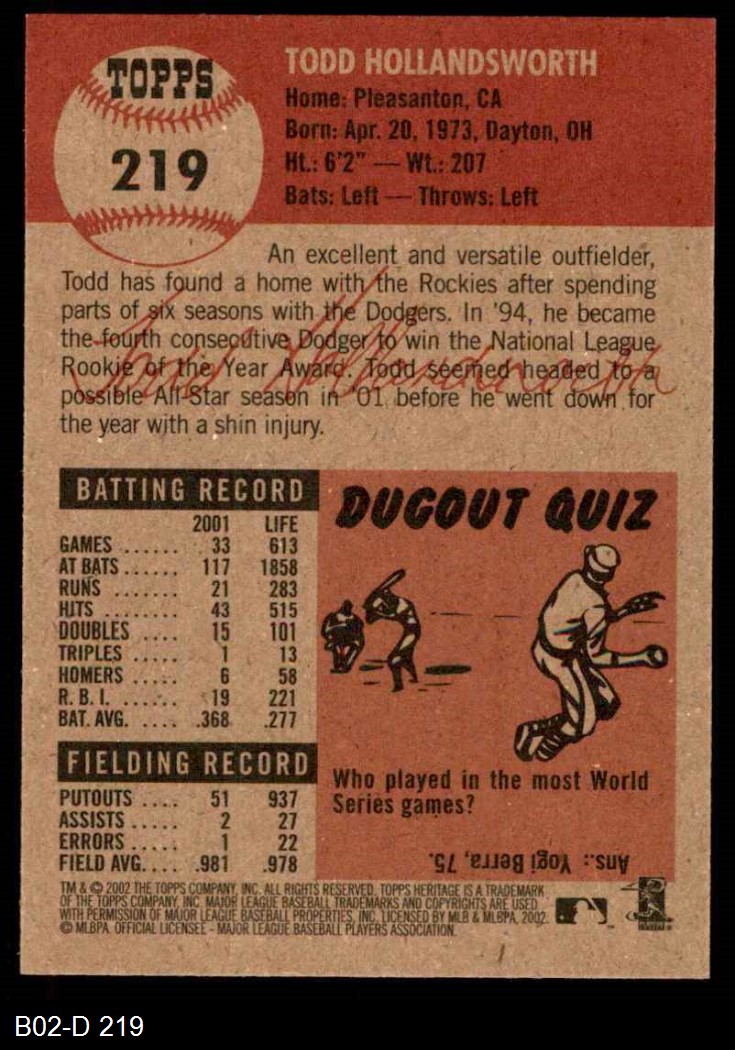 TOPPS
219
TODD HOLLANDSWORTH
Home: Pleasanton, CA
Born: Apr. 20, 1973, Dayton, OH
Ht.: 6'2" — Wt.: 207
Bats: Left — Throws: Left
An excellent and versatile outfielder,
Todd has found a home with the Rockies after spending
parts of six seasons with the Dodgers. In '94, he became
the fourth consecutive Dodger to win the National League
Rookie of the Year Award. Todd seemed headed to a
possible All-Star season in '01 before he went down for
the year with a shin injury.
Todd Hollandsworth
BATTING RECORD
2001 LIFE
GAMES ...... 33 613
AT BATS ...... 117 1858
RUNS ....... 21 283
HITS ........ 43 515
DOUBLES .... 15 101
TRIPLES ..... 1 13
HOMERS ..... 6 58
R. B. I. ...... 19 221
BAT. AVG. .... .368 .277
FIELDING RECORD
PUTOUTS .... 51 937
ASSISTS ..... 2 27
ERRORS ..... 1 22
FIELD AVG.... .981 .978
DUGOUT QUIZ
Who played in the most World
Series games?
Ans.: Yogi Berra, 75.
TM & © 2002 THE TOPPS COMPANY, INC. ALL RIGHTS RESERVED. TOPPS HERITAGE IS A TRADEMARK
OF THE TOPPS COMPANY, INC. MAJOR LEAGUE BASEBALL TRADEMARKS AND COPYRIGHTS ARE USED
WITH PERMISSION OF MAJOR LEAGUE BASEBALL PROPERTIES, INC. LICENSED BY MLB & MLBPA, 2002.
© MLBPA. OFFICIAL LICENSEE - MAJOR LEAGUE BASEBALL PLAYERS ASSOCIATION.
B02-D 219